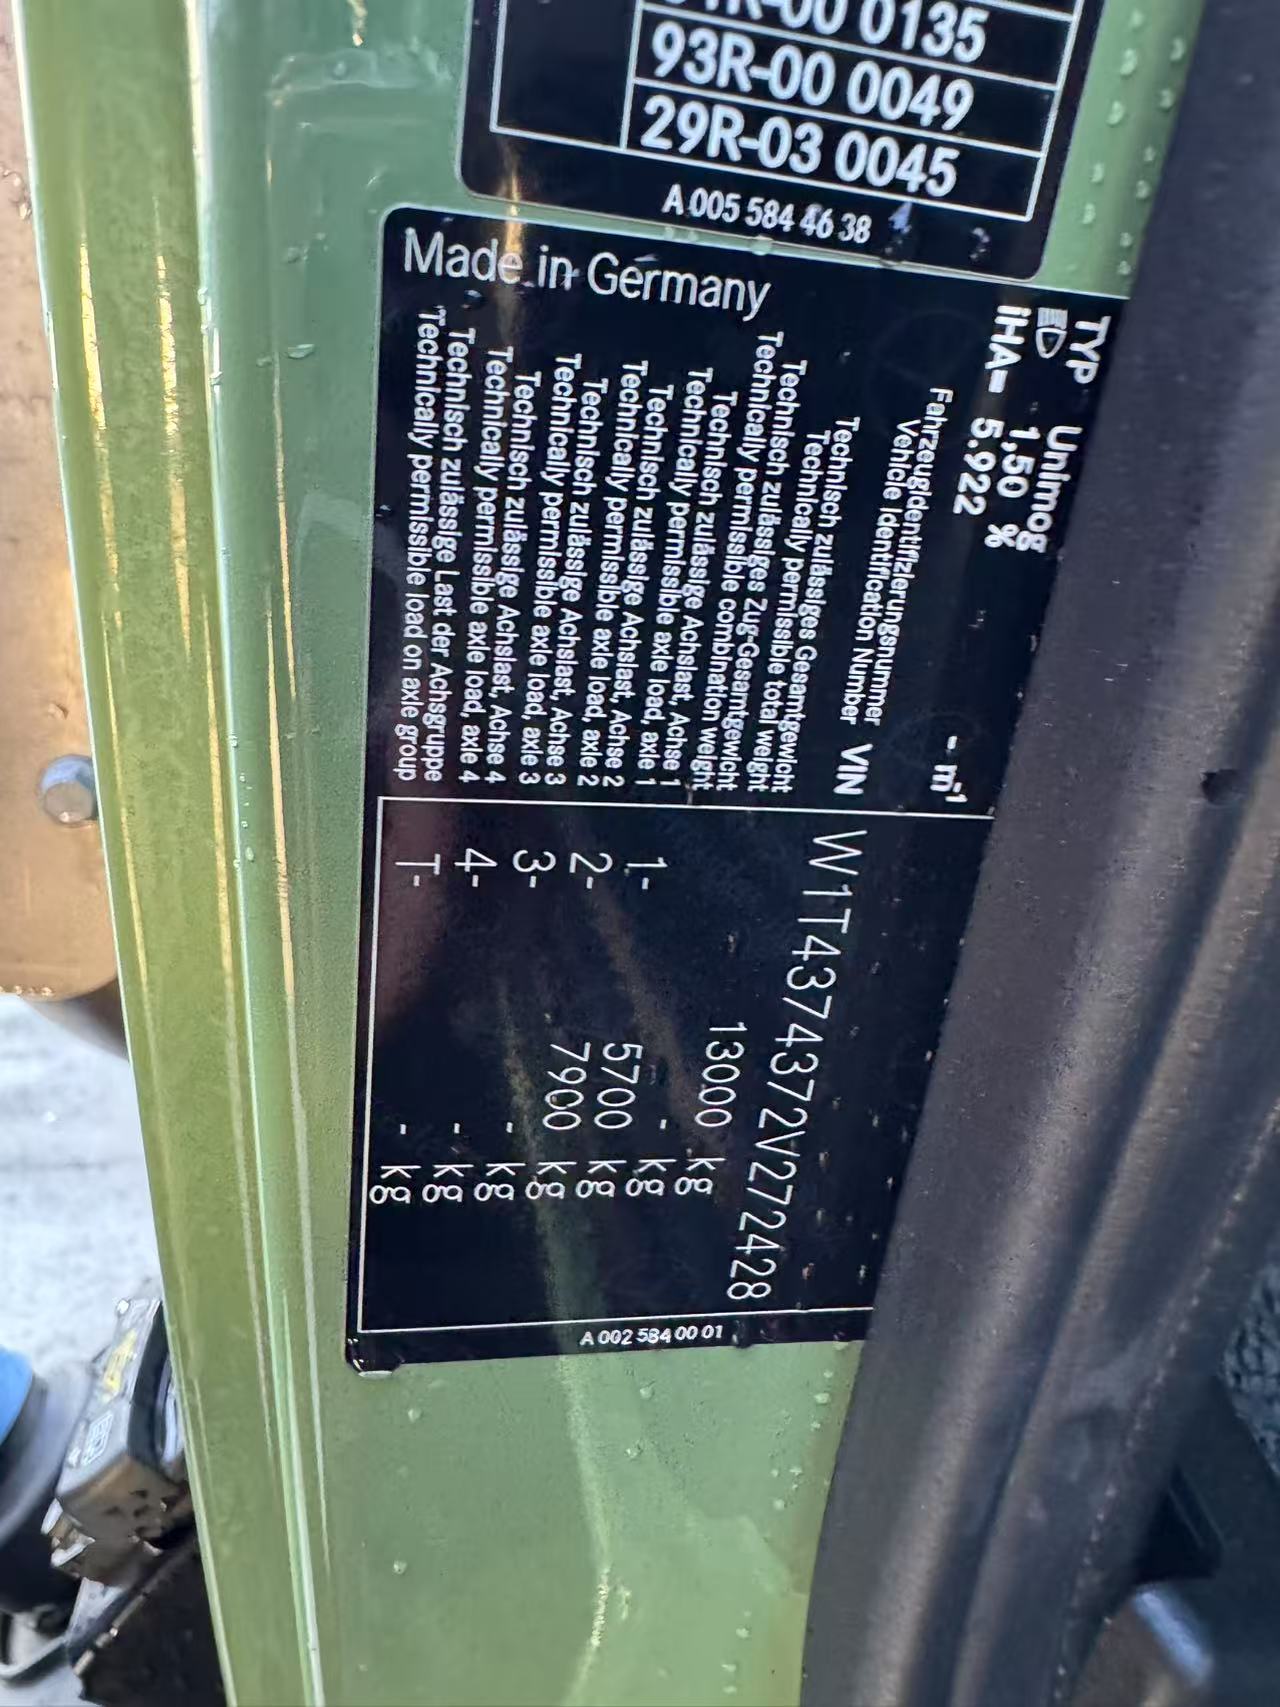 00 0135
93R-00 0049
29R-03 0045
A 005 584 46 38
Made in Germany
TYP Unimog
1,50 %
iHA= 5.922 - m⁻¹
Fahrzeugidentifizierungsnummer
Vehicle Identification Number VIN W1T4374372V272428
Technisch zulässiges Gesamtgewicht
Technically permissible total weight 13000 kg
Technisch zulässiges Zug-Gesamtgewicht
Technically permissible combination weight - kg
Technisch zulässige Achslast, Achse 1
Technically permissible axle load, axle 1 1- 5700 kg
Technisch zulässige Achslast, Achse 2
Technically permissible axle load, axle 2 2- 7900 kg
Technisch zulässige Achslast, Achse 3
Technically permissible axle load, axle 3 3- - kg
Technisch zulässige Achslast, Achse 4
Technically permissible axle load, axle 4 4- - kg
Technisch zulässige Last der Achsgruppe
Technically permissible load on axle group T- - kg
A 002 584 00 01